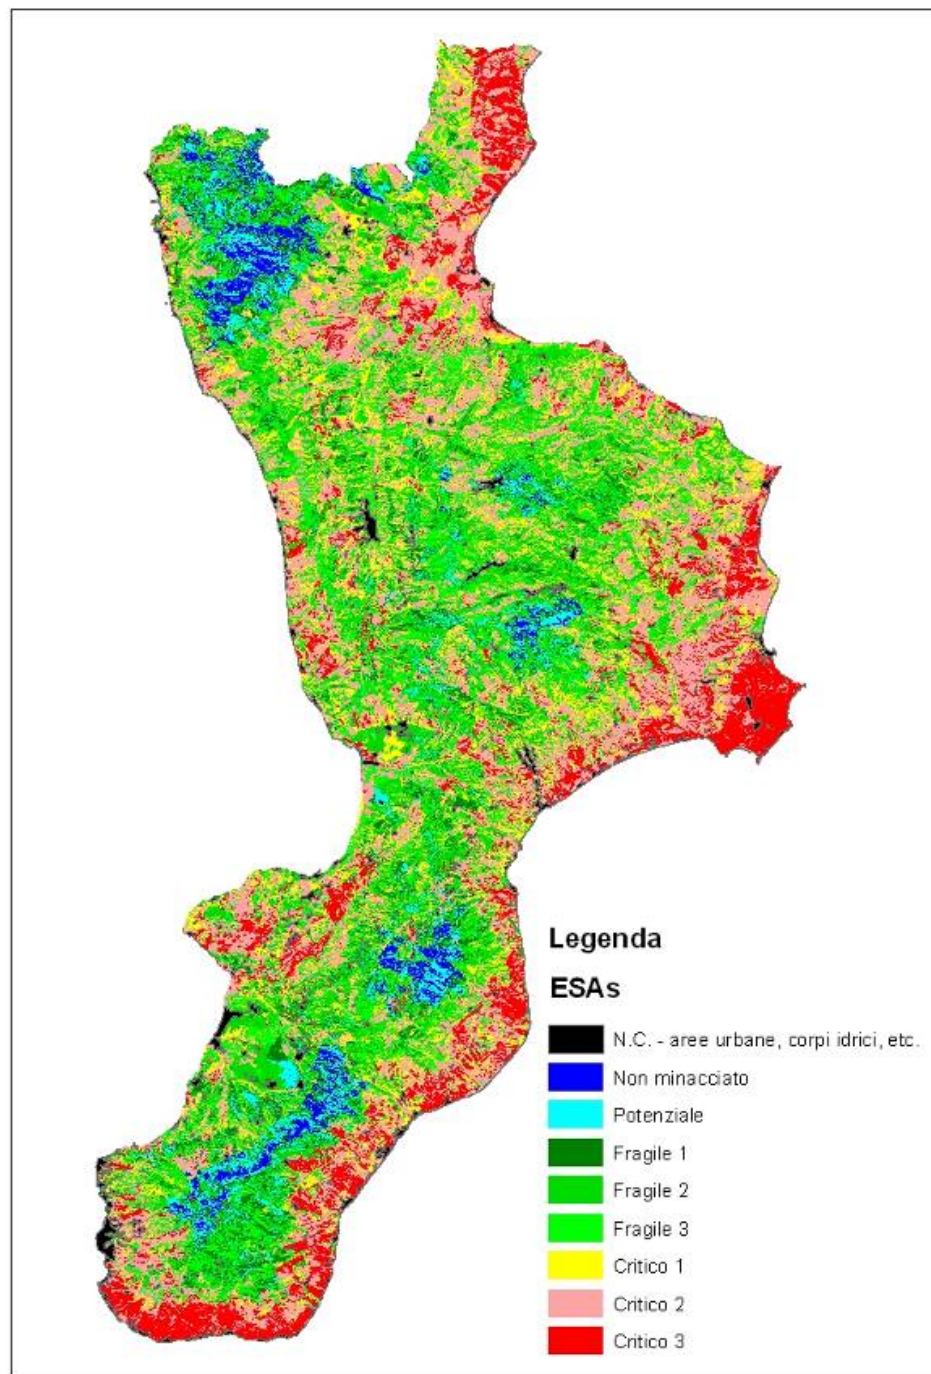 Legenda
ESAs
N.C. - aree urbane, corpi idrici, etc.
Non minacciato
Potenziale
Fragile 1
Fragile 2
Fragile 3
Critico 1
Critico 2
Critico 3